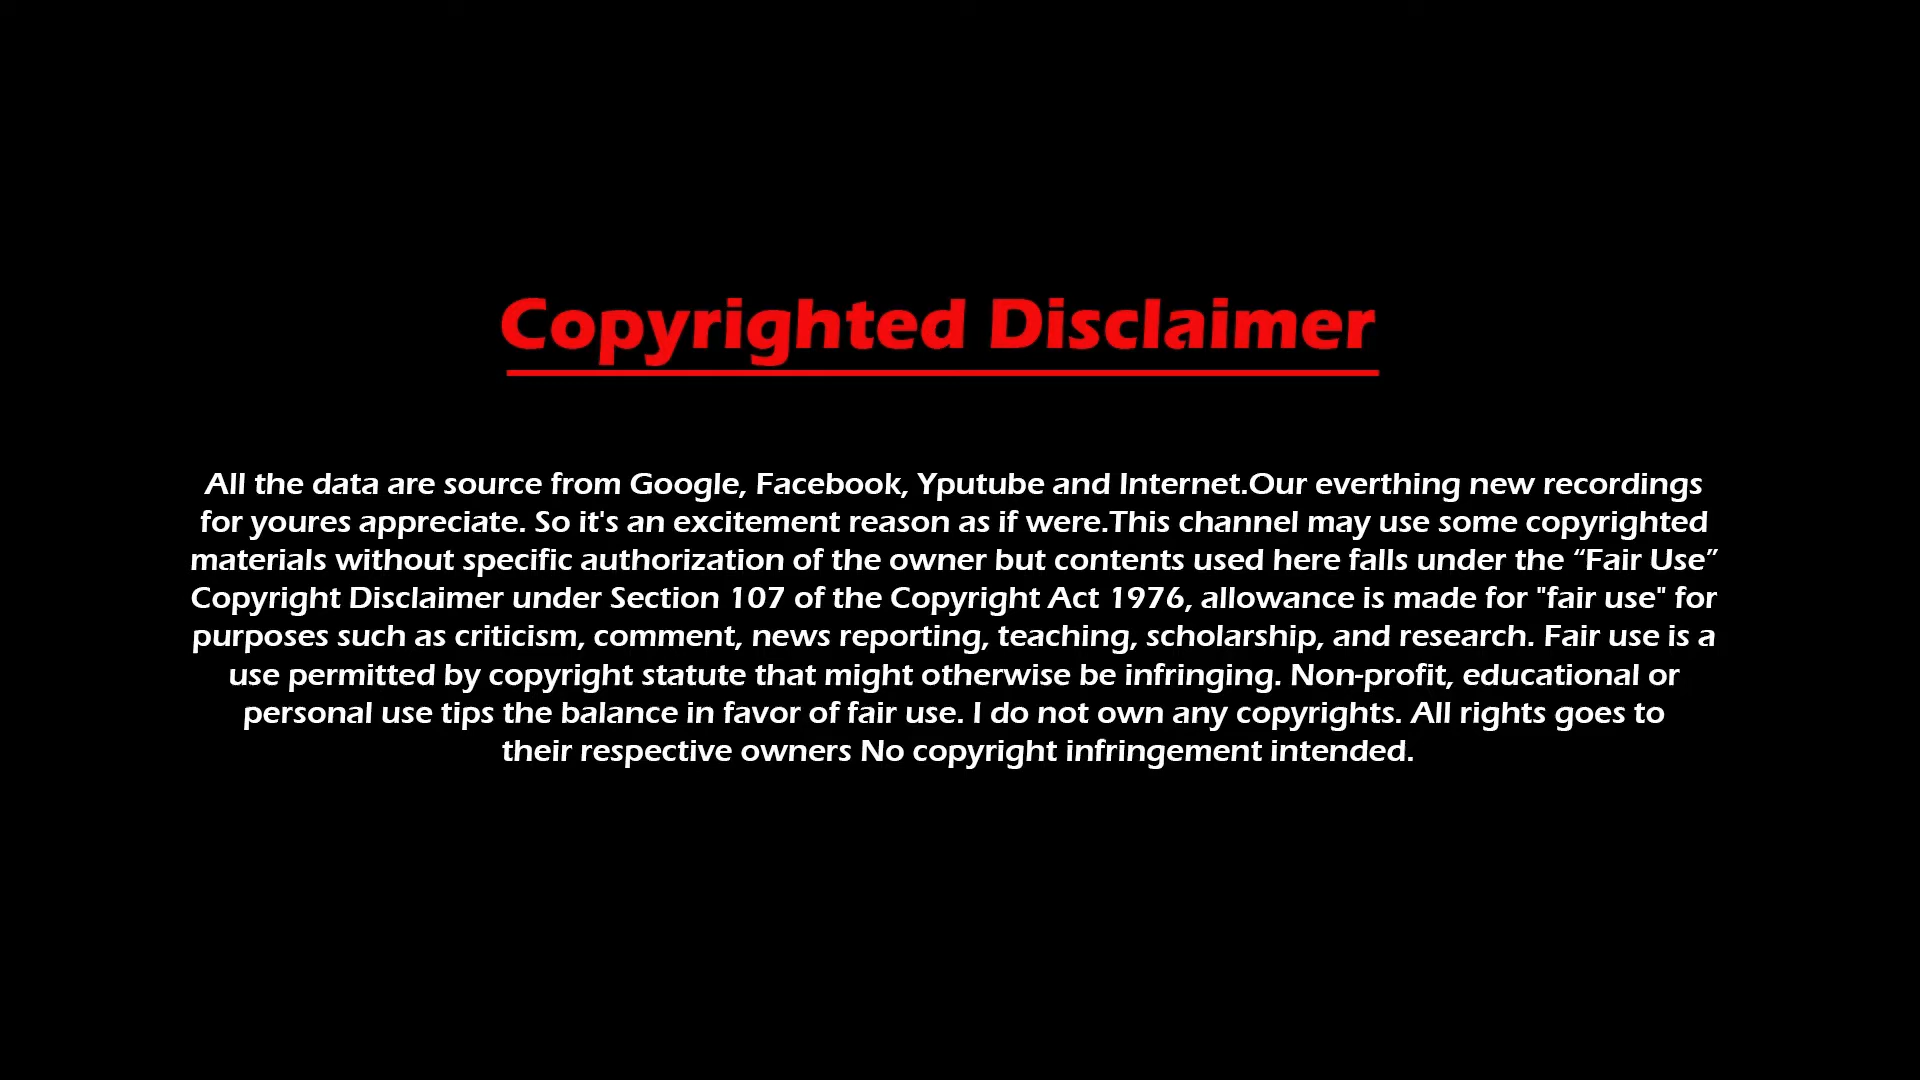 Copyrighted Disclaimer
All the data are source from Google, Facebook, Yputube and Internet.Our everthing new recordings
for youres appreciate. So it's an excitement reason as if were.This channel may use some copyrighted
materials without specific authorization of the owner but contents used here falls under the “Fair Use”
Copyright Disclaimer under Section 107 of the Copyright Act 1976, allowance is made for "fair use" for
purposes such as criticism, comment, news reporting, teaching, scholarship, and research. Fair use is a
use permitted by copyright statute that might otherwise be infringing. Non-profit, educational or
personal use tips the balance in favor of fair use. I do not own any copyrights. All rights goes to
their respective owners No copyright infringement intended.